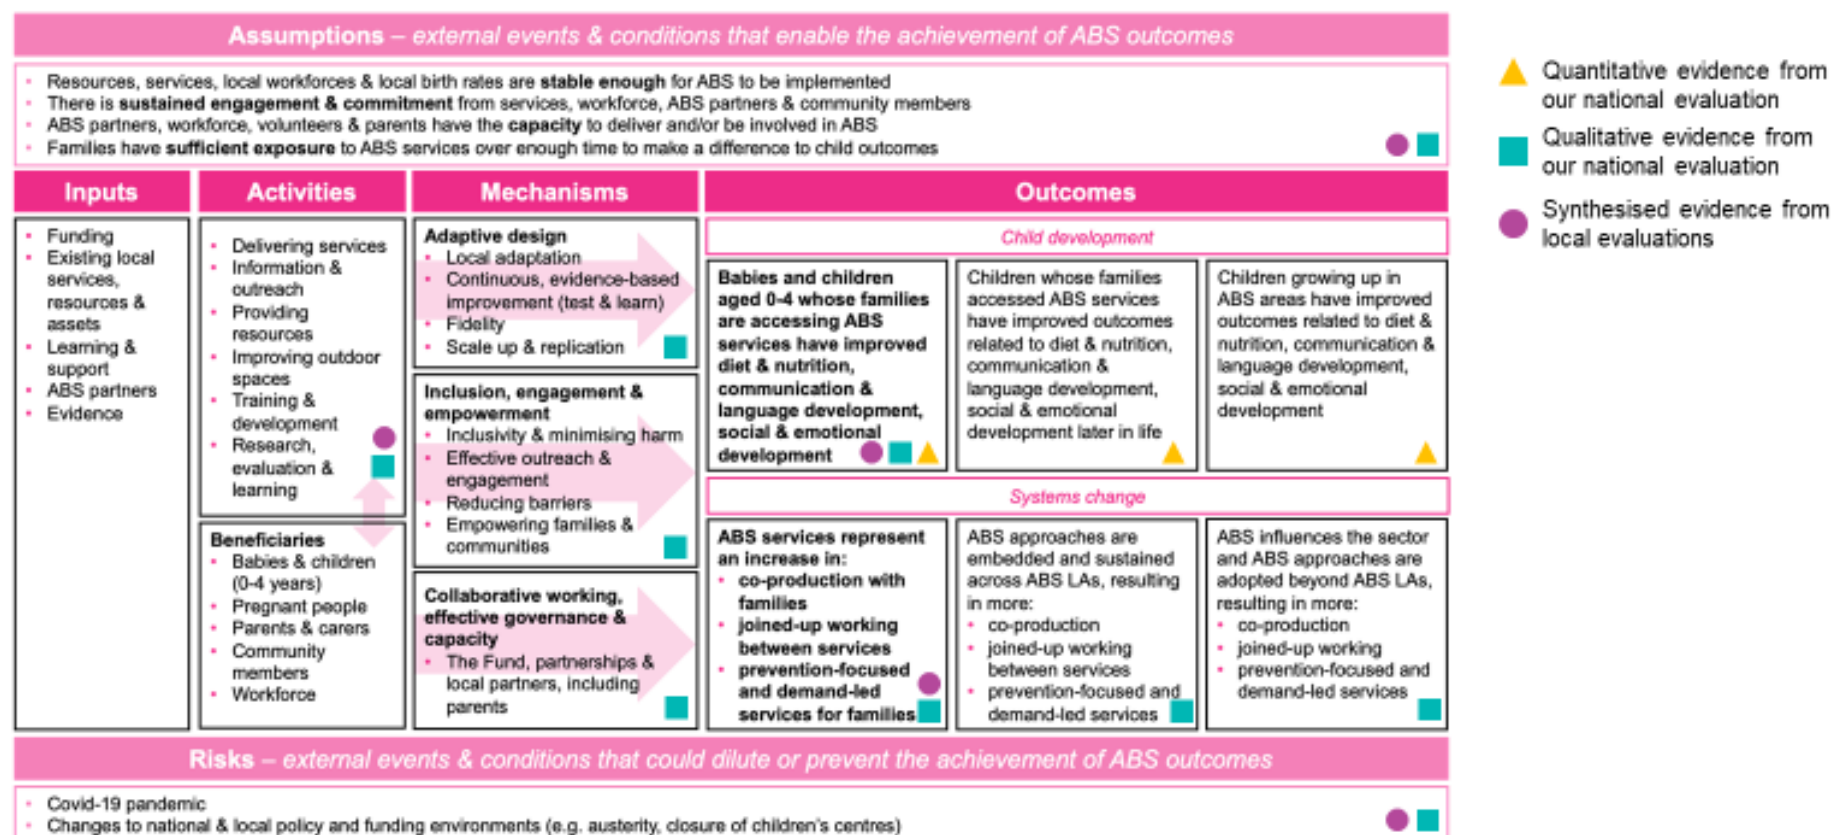 Assumptions – external events & conditions that enable the achievement of ABS outcomes
• Resources, services, local workforces & local birth rates are stable enough for ABS to be implemented
• There is sustained engagement & commitment from services, workforce, ABS partners & community members
• ABS partners, workforce, volunteers & parents have the capacity to deliver and/or be involved in ABS
• Families have sufficient exposure to ABS services over enough time to make a difference to child outcomes
Inputs
• Funding
• Existing local
services,
resources &
assets
• Learning &
support
• ABS partners
• Evidence
Activities
• Delivering services
• Information &
outreach
• Providing
resources
• Improving outdoor
spaces
• Training &
development
• Research,
evaluation &
learning
Beneficiaries
• Babies & children
(0-4 years)
• Pregnant people
• Parents & carers
• Community
members
• Workforce
Mechanisms
Adaptive design
• Local adaptation
• Continuous, evidence-based
improvement (test & learn)
• Fidelity
• Scale up & replication
Inclusion, engagement &
empowerment
• Inclusivity & minimising harm
• Effective outreach &
engagement
• Reducing barriers
• Empowering families &
communities
Collaborative working,
effective governance &
capacity
• The Fund, partnerships &
local partners, including
parents
Outcomes
Child development
Babies and children
aged 0-4 whose families
are accessing ABS
services have improved
diet & nutrition,
communication &
language development,
social & emotional
development
Children whose families
accessed ABS services
have improved outcomes
related to diet & nutrition,
communication &
language development,
social & emotional
development later in life
Children growing up in
ABS areas have improved
outcomes related to diet &
nutrition, communication &
language development,
social & emotional
development
Systems change
ABS services represent
an increase in:
• co-production with
families
• joined-up working
between services
• prevention-focused
and demand-led
services for families
ABS approaches are
embedded and sustained
across ABS LAs, resulting
in more:
• co-production
• joined-up working
between services
• prevention-focused and
demand-led services
ABS influences the sector
and ABS approaches are
adopted beyond ABS LAs,
resulting in more:
• co-production
• joined-up working
• prevention-focused and
demand-led services
Risks – external events & conditions that could dilute or prevent the achievement of ABS outcomes
• Covid-19 pandemic
• Changes to national & local policy and funding environments (e.g. austerity, closure of children's centres)
Quantitative evidence from
our national evaluation
Qualitative evidence from
our national evaluation
Synthesised evidence from
local evaluations